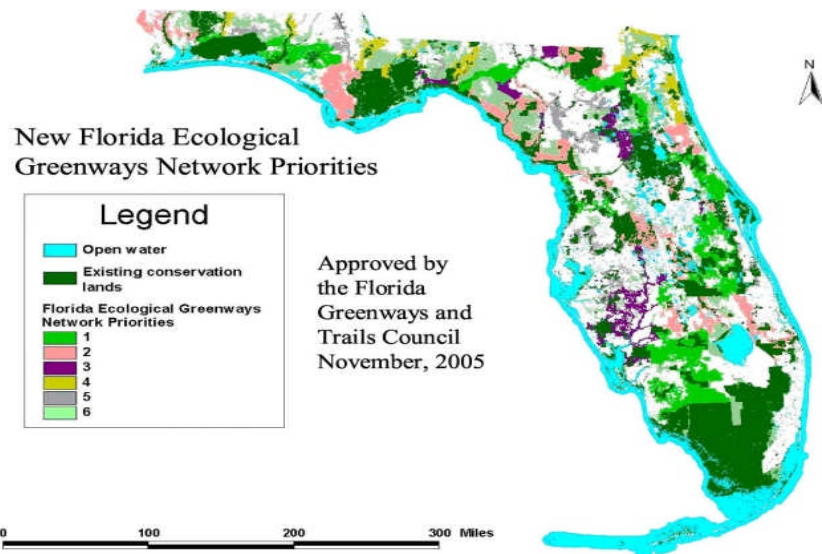 N
New Florida Ecological
Greenways Network Priorities
Legend
Open water
Existing conservation
lands
Florida Ecological Greenways
Network Priorities
1
2
3
4
5
6
Approved by
the Florida
Greenways and
Trails Council
November, 2005
0 100 200 300 Miles